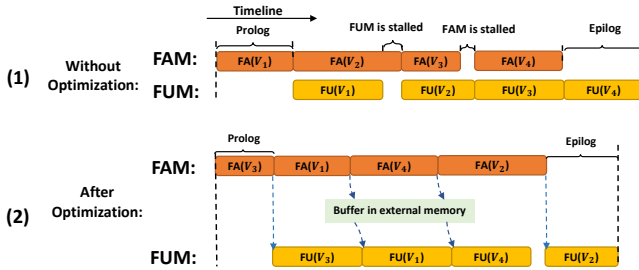 Timeline
Prolog
FUM is stalled
FAM is stalled
Epilog
(1)
Without
Optimization:
FAM:
FA(V₁)
FA(V₂)
FA(V₃)
FA(V₄)
FUM:
FU(V₁)
FU(V₂)
FU(V₃)
FU(V₄)
Prolog
Epilog
(2)
After
Optimization:
FAM:
FA(V₃)
FA(V₁)
FA(V₄)
FA(V₂)
Buffer in external memory
FUM:
FU(V₃)
FU(V₁)
FU(V₄)
FU(V₂)